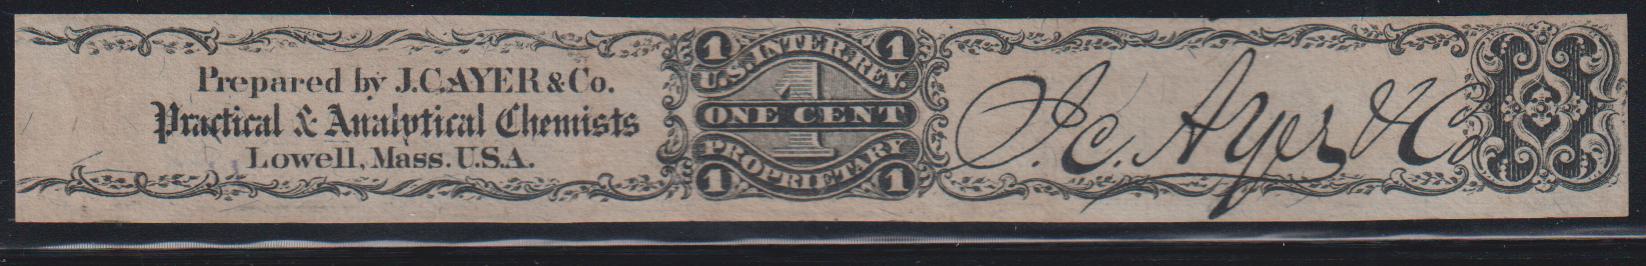 Prepared by J.C.AYER & Co.
Practical & Analytical Chemists
Lowell, Mass. U.S.A.
1 1
U.S. INTER. REV.
1
ONE CENT
PROPRIETARY
1 1
J. C. Ayer & Co